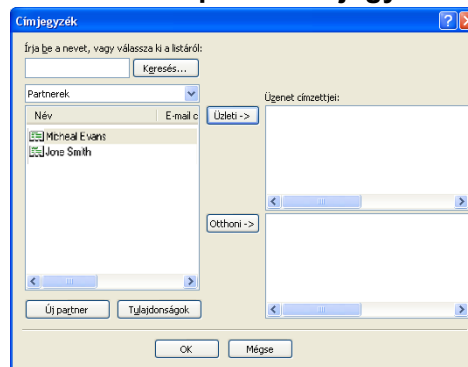 Címjegyzék
Írja be a nevet, vagy válassza ki a listáról:
Keresés...
Partnerek
Üzenet címzettjei:
Név E-mail c
Üzleti ->
Micheal Evans
Jone Smith
Otthoni ->
Új partner Tulajdonságok
OK Mégse